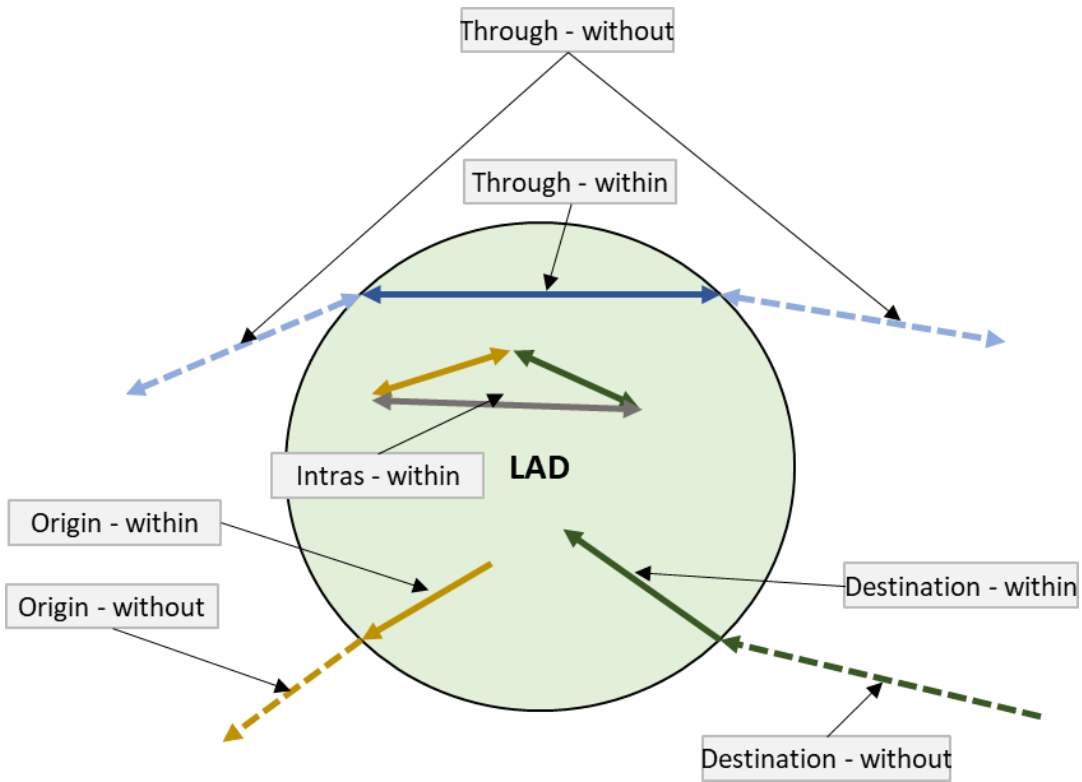 Through - without
Through - within
Intras - within
LAD
Origin - within
Origin - without
Destination - within
Destination - without